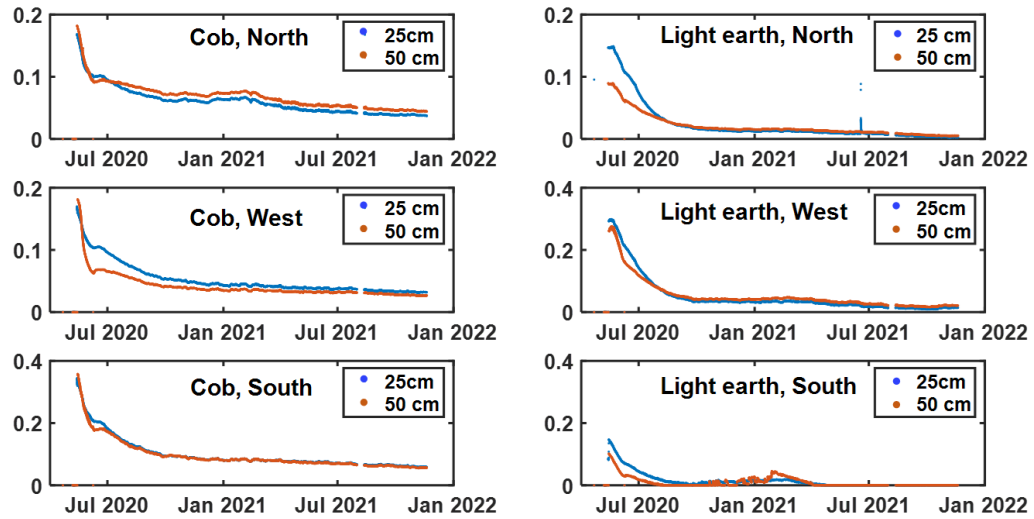 0.2
0.1
0
Cob, North
25cm
50 cm
Jul 2020 Jan 2021 Jul 2021 Jan 2022
0.2
0.1
0
Light earth, North
25cm
50 cm
Jul 2020 Jan 2021 Jul 2021 Jan 2022
0.2
0.1
0
Cob, West
25 cm
50 cm
Jul 2020 Jan 2021 Jul 2021 Jan 2022
0.4
0.2
0
Light earth, West
25 cm
50 cm
Jul 2020 Jan 2021 Jul 2021 Jan 2022
0.4
0.2
0
Cob, South
25cm
50 cm
Jul 2020 Jan 2021 Jul 2021 Jan 2022
0.4
0.2
0
Light earth, South
25cm
50 cm
Jul 2020 Jan 2021 Jul 2021 Jan 2022